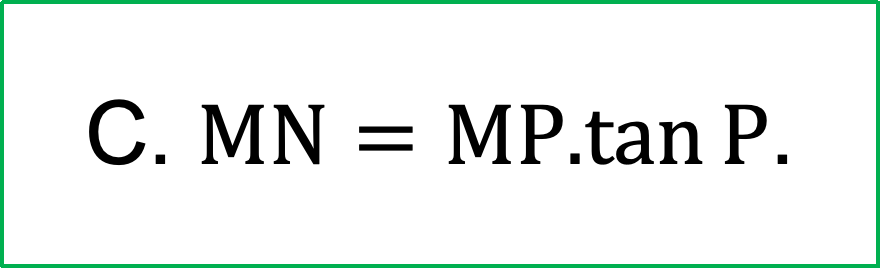 C. MN = MP.tan P.